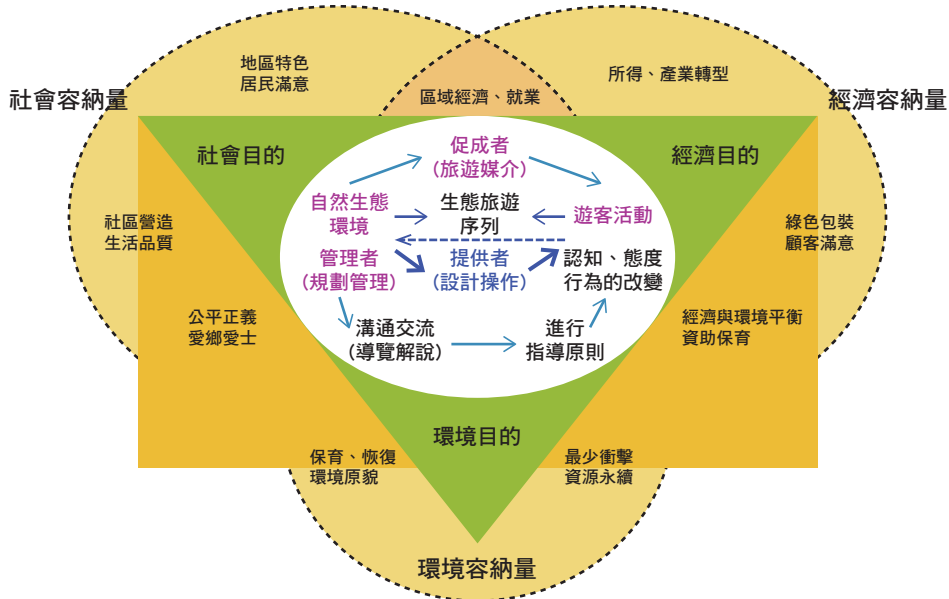 地區特色
居民滿意
所得、產業轉型
社會容納量
區域經濟、就業
經濟容納量
社會目的
促成者
(旅遊媒介)
經濟目的
自然生態
環境
生態旅遊
序列
遊客活動
社區營造
生活品質
綠色包裝
顧客滿意
管理者
(規劃管理)
提供者
(設計操作)
認知、態度
行為的改變
公平正義
愛鄉愛士
溝通交流
(導覽解說)
進行
指導原則
經濟與環境平衡
資助保育
環境目的
保育、恢復
環境原貌
最少衝擊
資源永續
環境容納量